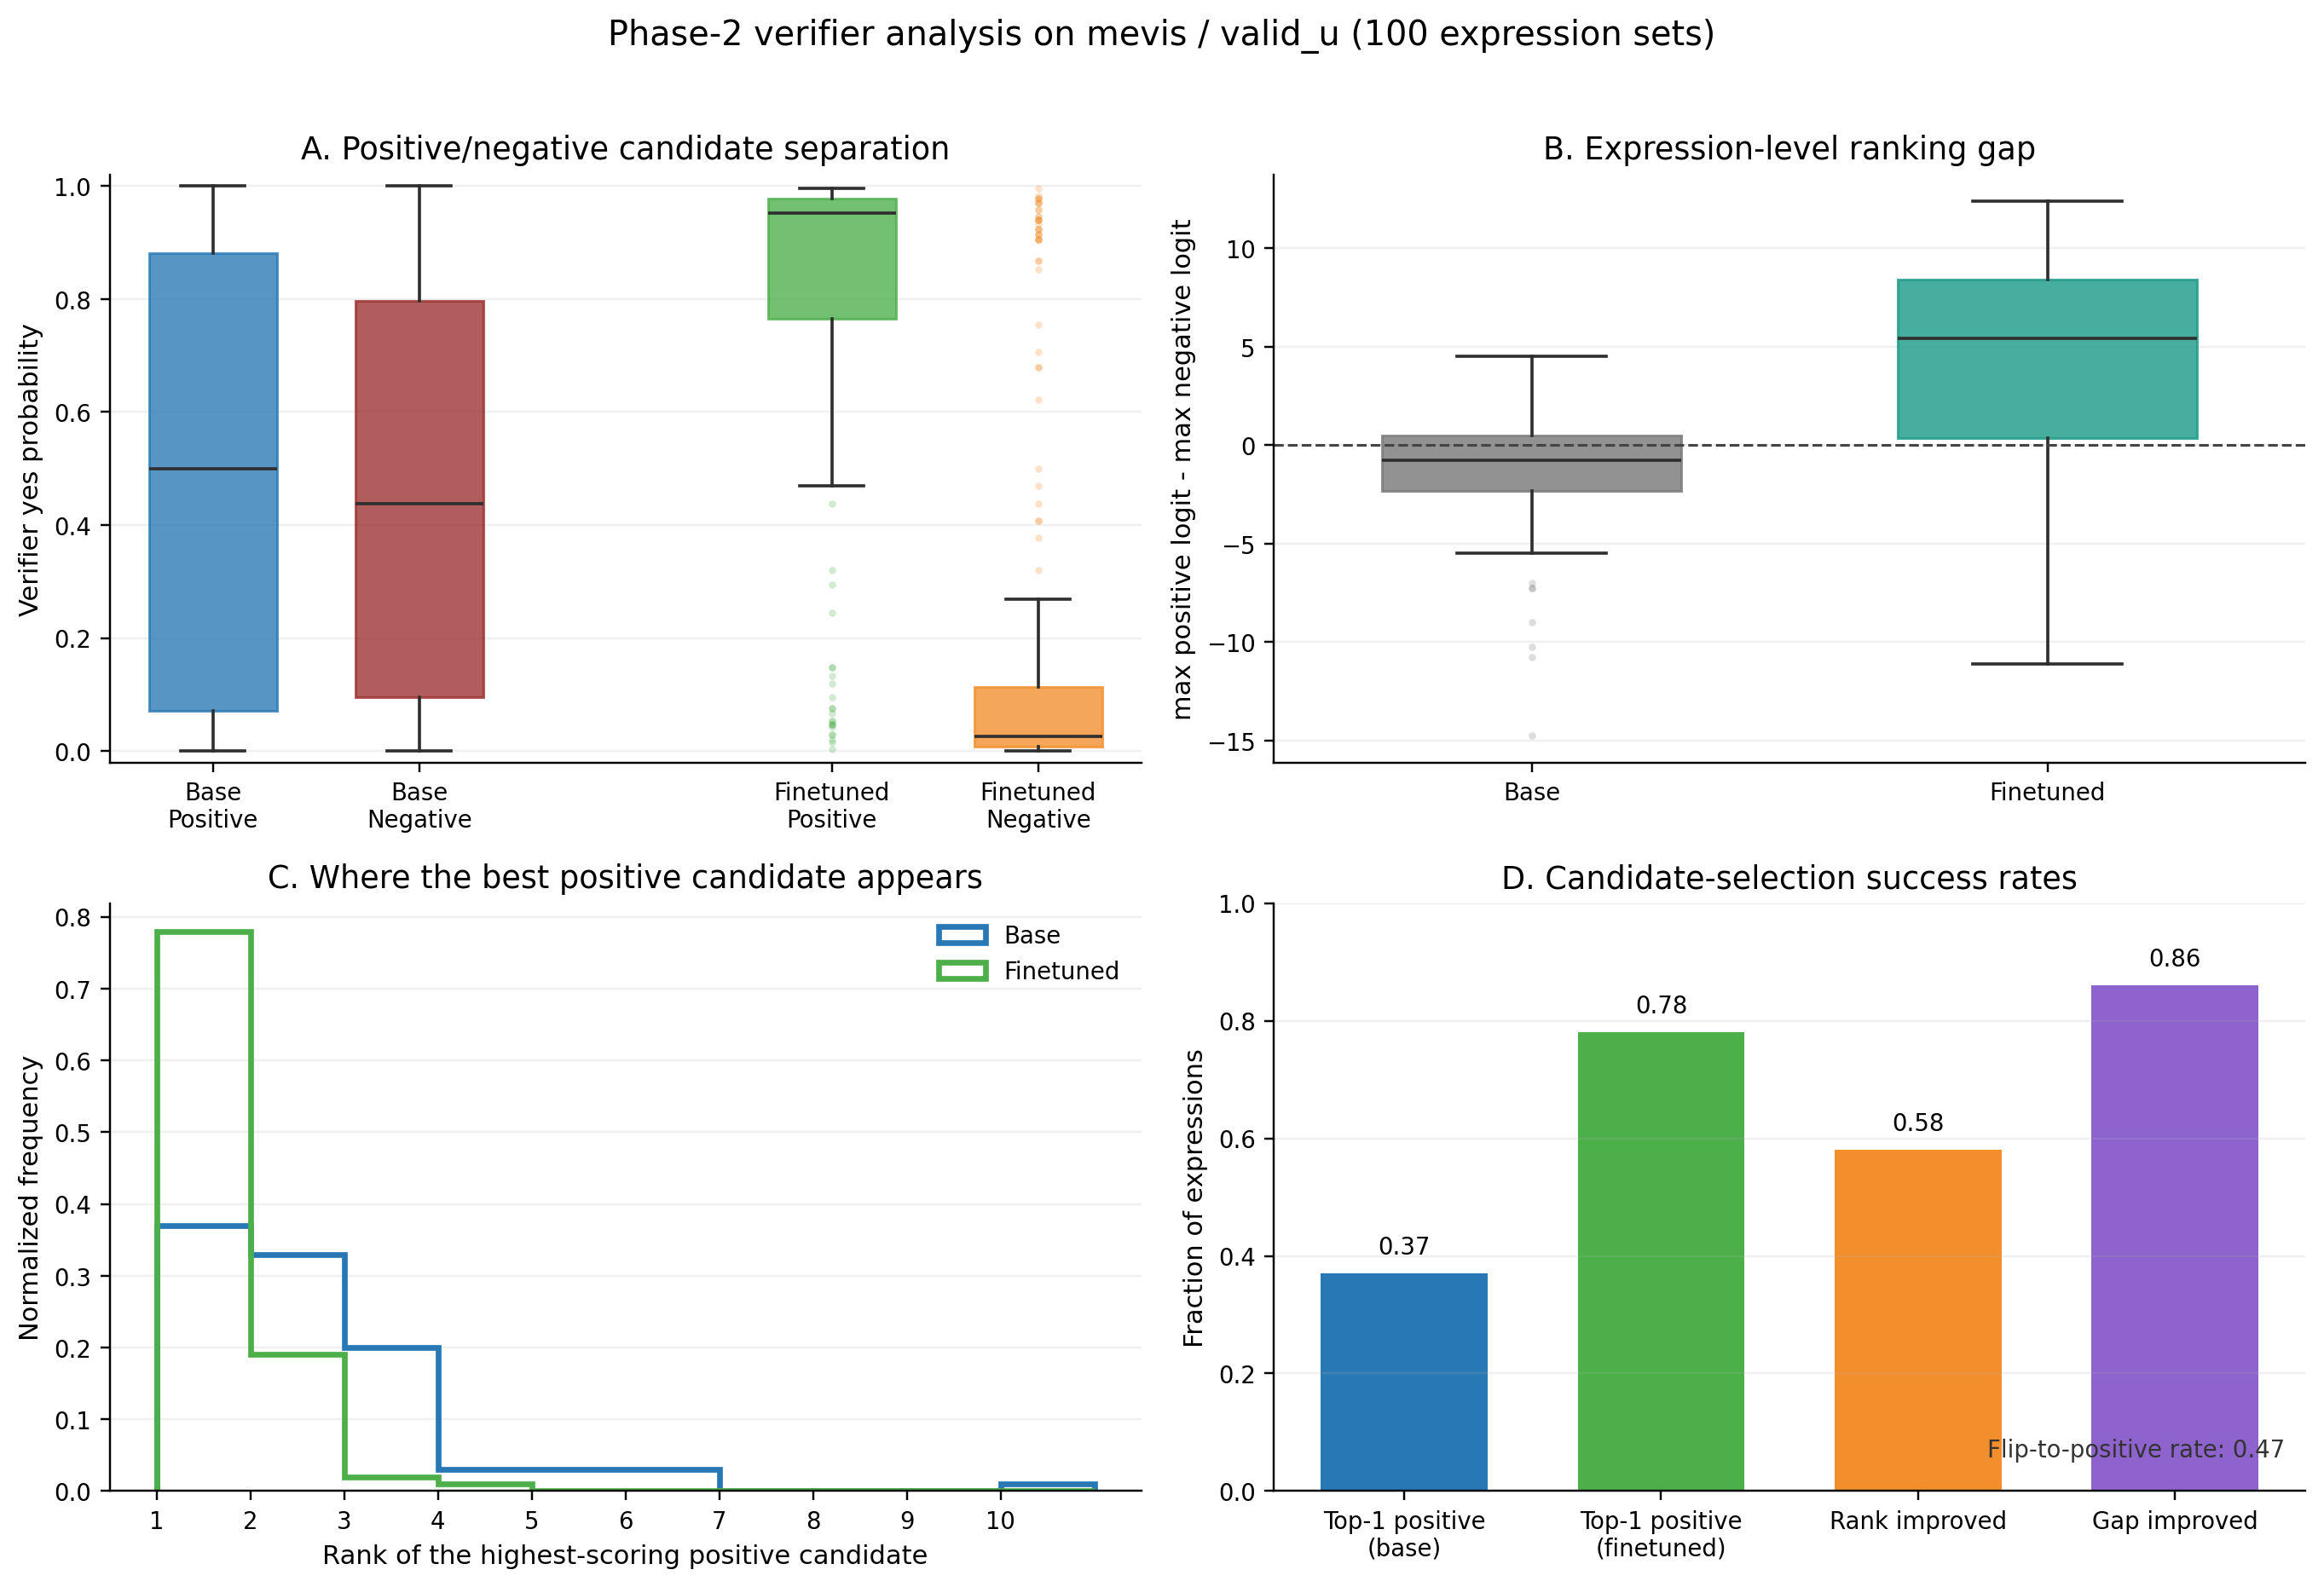 Phase-2 verifier analysis on mevis / valid_u (100 expression sets)
A. Positive/negative candidate separation
Verifier yes probability
1.0
0.8
0.6
0.4
0.2
0.0
Base
Positive
Base
Negative
Finetuned
Positive
Finetuned
Negative
B. Expression-level ranking gap
max positive logit - max negative logit
10
5
0
−5
−10
−15
Base
Finetuned
C. Where the best positive candidate appears
Normalized frequency
0.8
0.7
0.6
0.5
0.4
0.3
0.2
0.1
0.0
Base
Finetuned
1 2 3 4 5 6 7 8 9 10
Rank of the highest-scoring positive candidate
D. Candidate-selection success rates
Fraction of expressions
1.0
0.8
0.6
0.4
0.2
0.0
0.37
0.78
0.58
0.86
Flip-to-positive rate: 0.47
Top-1 positive
(base)
Top-1 positive
(finetuned)
Rank improved
Gap improved